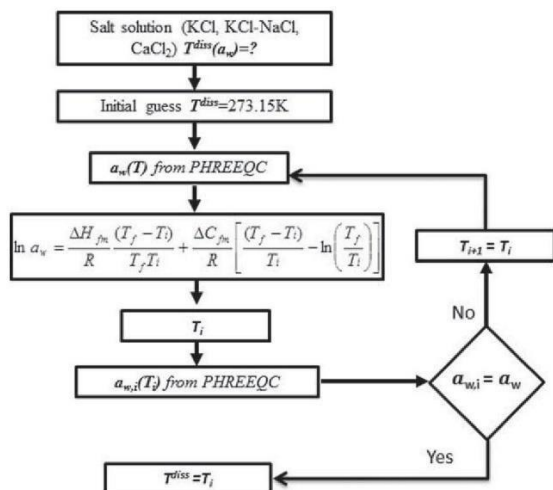 Salt solution (KCl, KCl-NaCl,
CaCl₂) T^diss(a_w)=?
Initial guess T^diss=273.15K
a_w(T) from PHREEQC
ln a_w = ΔH_fm/R (T_f − T_i)/(T_f T_i) + ΔC_fm/R [(T_f − T_i)/T_i − ln(T_f/T_i)]
T_i+1 = T_i
T_i
No
a_w,i(T_i) from PHREEQC
a_w,i = a_w
Yes
T^diss = T_i